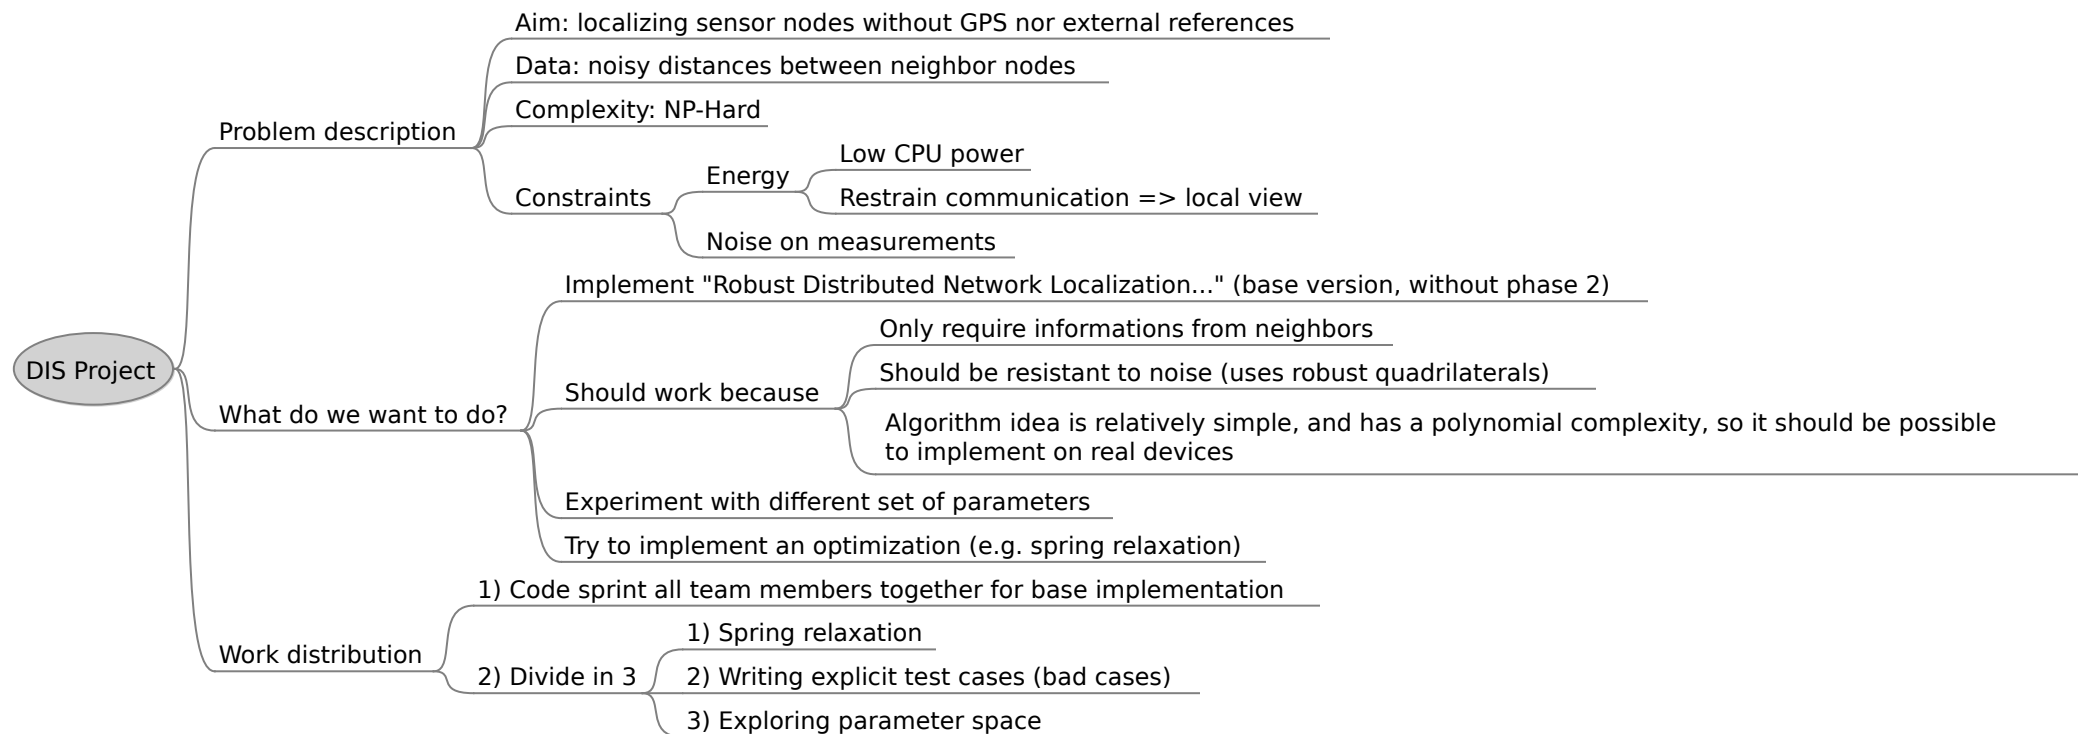 Aim: localizing sensor nodes without GPS nor external references
Data: noisy distances between neighbor nodes
Complexity: NP-Hard
Problem description
Low CPU power
Energy
Constraints
Restrain communication => local view
Noise on measurements
Implement "Robust Distributed Network Localization..." (base version, without phase 2)
Only require informations from neighbors
DIS Project
Should be resistant to noise (uses robust quadrilaterals)
Should work because
What do we want to do?
Algorithm idea is relatively simple, and has a polynomial complexity, so it should be possible
to implement on real devices
Experiment with different set of parameters
Try to implement an optimization (e.g. spring relaxation)
1) Code sprint all team members together for base implementation
1) Spring relaxation
Work distribution
2) Divide in 3
2) Writing explicit test cases (bad cases)
3) Exploring parameter space